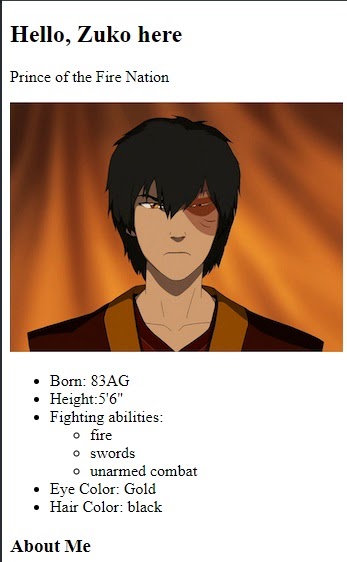 Hello, Zuko here
Prince of the Fire Nation
Born: 83AG
Height:5'6"
Fighting abilities:
fire
swords
unarmed combat
Eye Color: Gold
Hair Color: black
About Me